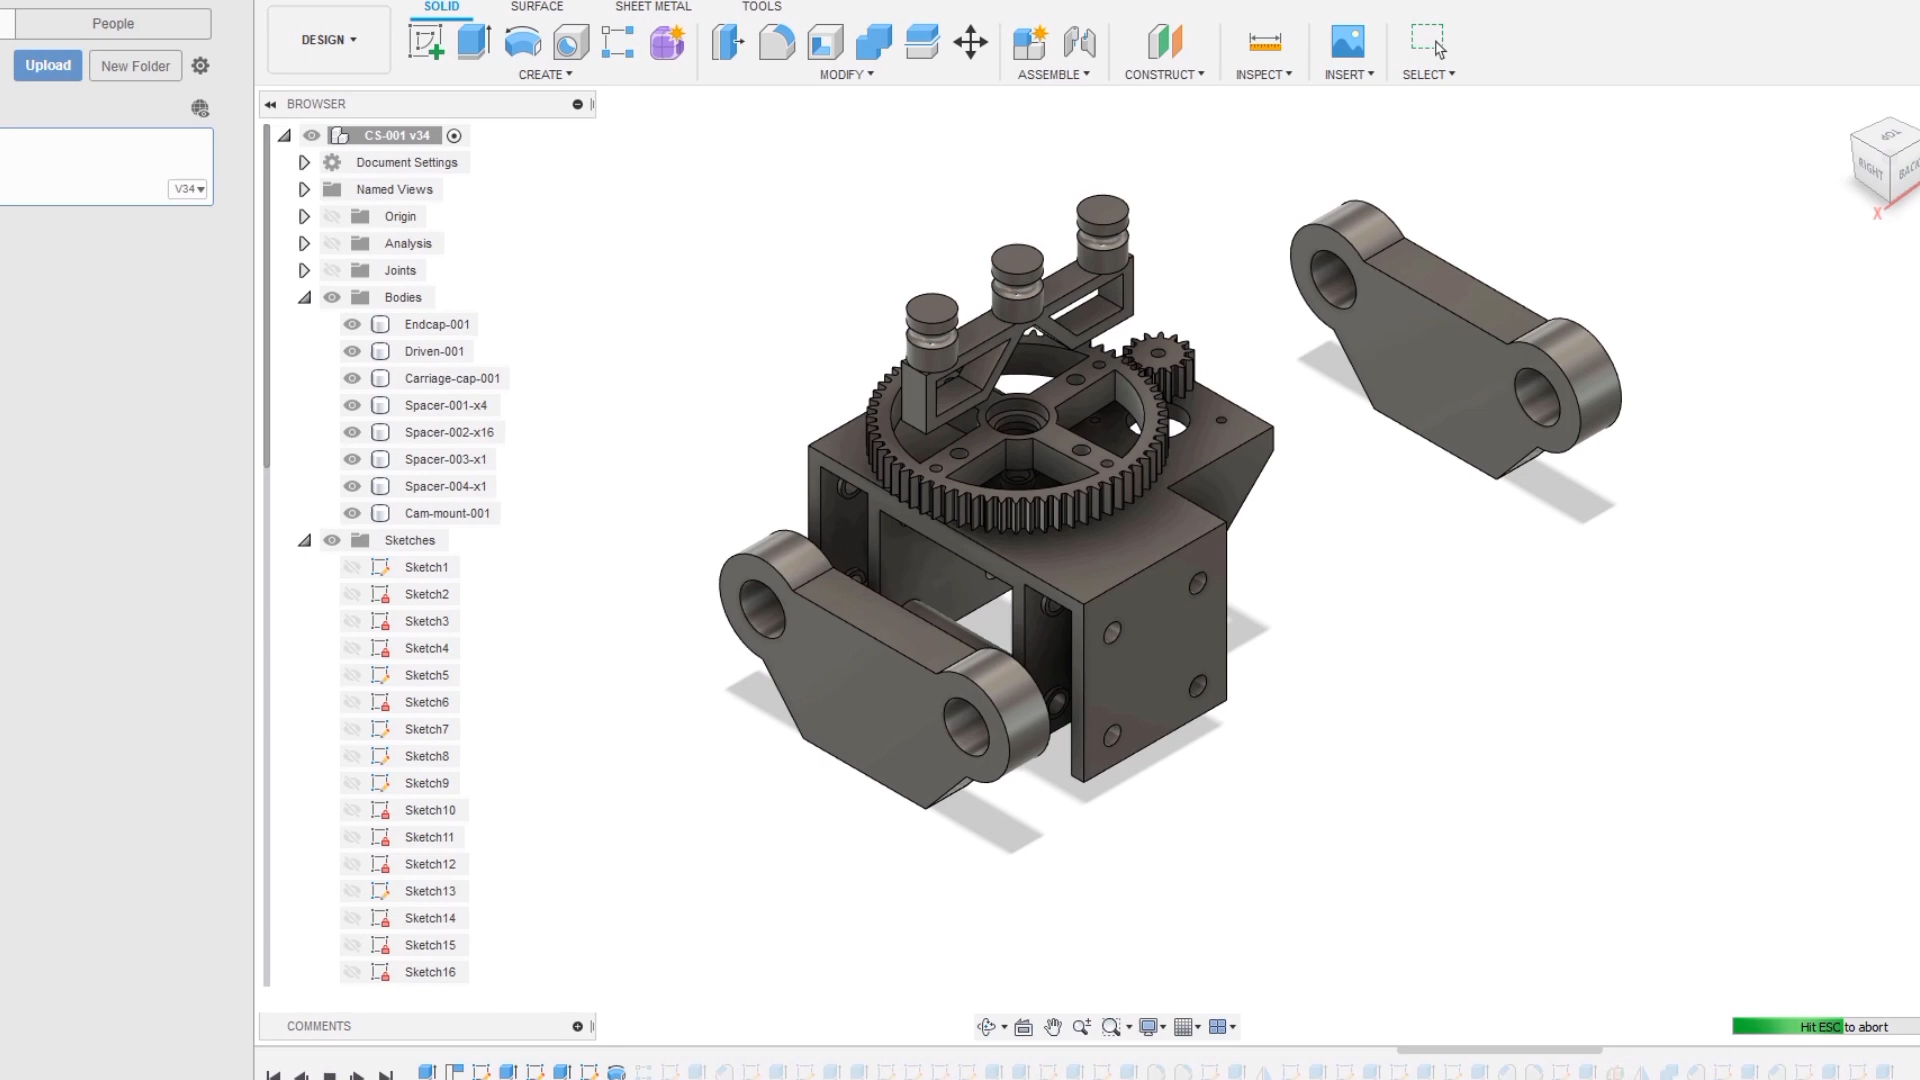 People
Upload
New Folder
V34
DESIGN
SOLID
SURFACE
SHEET METAL
TOOLS
CREATE
MODIFY
ASSEMBLE
CONSTRUCT
INSPECT
INSERT
SELECT
BROWSER
CS-001 v34
Document Settings
Named Views
Origin
Analysis
Joints
Bodies
Endcap-001
Driven-001
Carriage-cap-001
Spacer-001-x4
Spacer-002-x16
Spacer-003-x1
Spacer-004-x1
Cam-mount-001
Sketches
Sketch1
Sketch2
Sketch3
Sketch4
Sketch5
Sketch6
Sketch7
Sketch8
Sketch9
Sketch10
Sketch11
Sketch12
Sketch13
Sketch14
Sketch15
Sketch16
COMMENTS
TOP
RIGHT
BACK
X
Hit ESC to abort